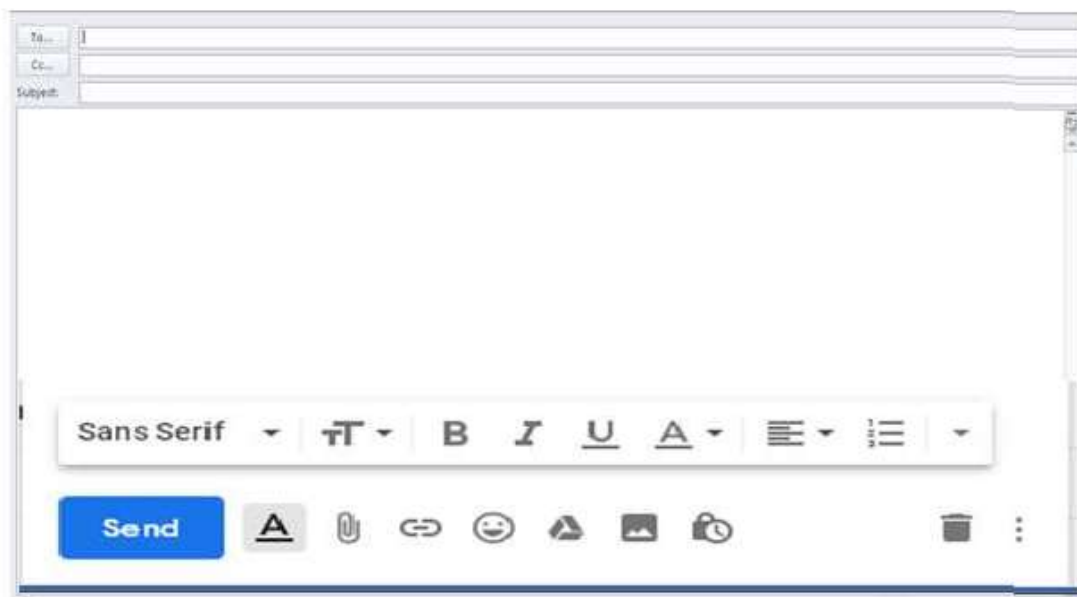 To...
Cc...
Subject:
Sans Serif
B I U A
Send A